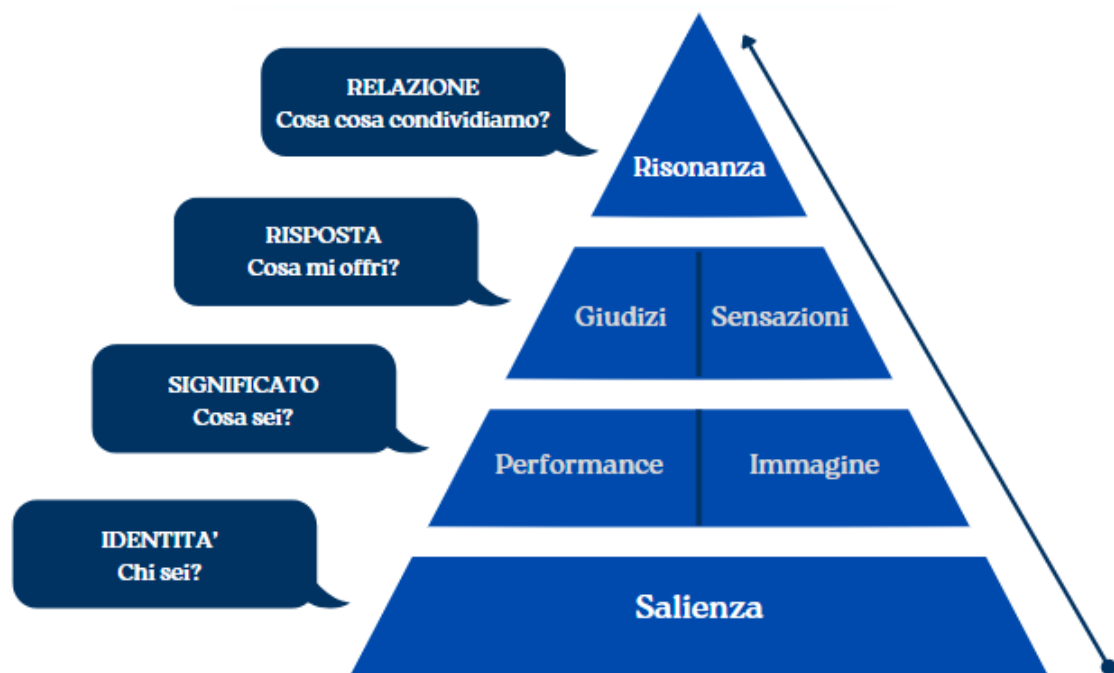 RELAZIONE
Cosa cosa condividiamo?
Risonanza
RISPOSTA
Cosa mi offri?
Giudizi
Sensazioni
SIGNIFICATO
Cosa sei?
Performance
Immagine
IDENTITA'
Chi sei?
Salienza